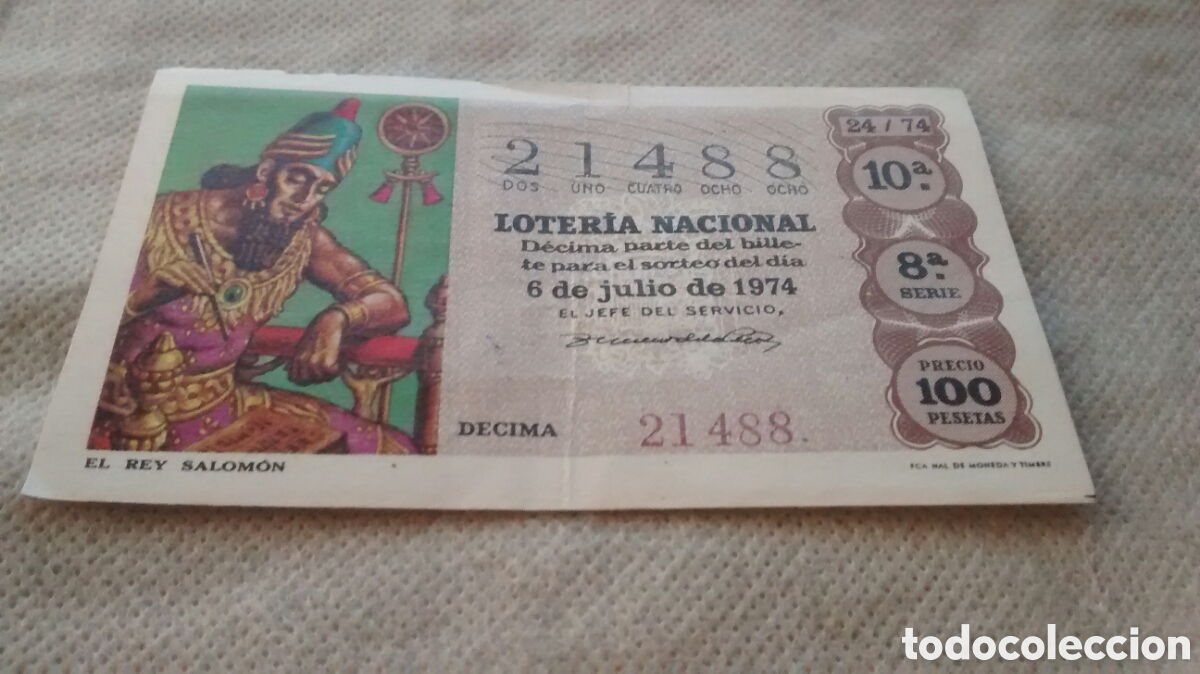 24 / 74
21488
DOS UNO CUATRO OCHO OCHO
10ª.
LOTERÍA NACIONAL
Décima parte del bille-
te para el sorteo del día
6 de julio de 1974
EL JEFE DEL SERVICIO,
8ª.
SERIE
PRECIO
100
PESETAS
DECIMA
21488.
EL REY SALOMÓN
FCA NAL DE MONEDA Y TIMBRE
todocoleccion